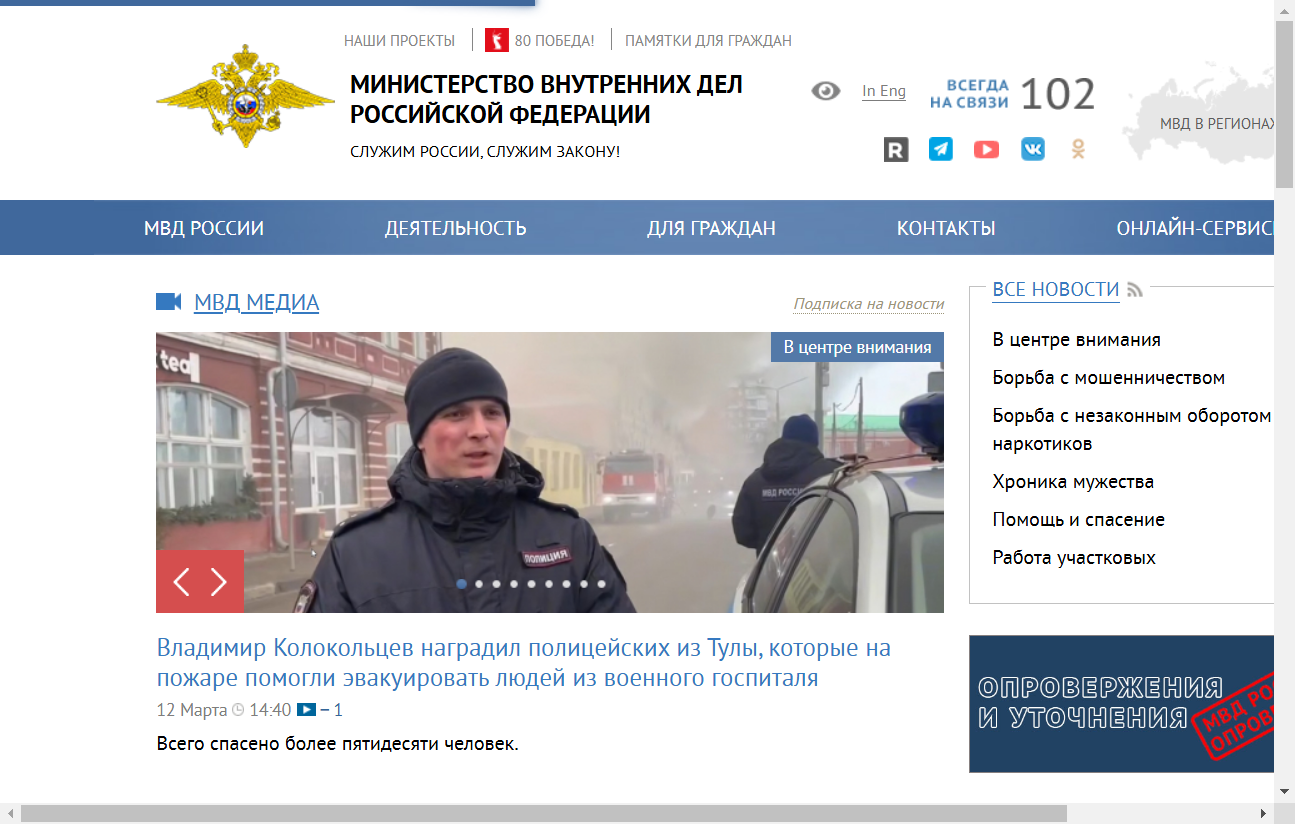 НАШИ ПРОЕКТЫ
80 ПОБЕДА!
ПАМЯТКИ ДЛЯ ГРАЖДАН
МИНИСТЕРСТВО ВНУТРЕННИХ ДЕЛ
РОССИЙСКОЙ ФЕДЕРАЦИИ
СЛУЖИМ РОССИИ, СЛУЖИМ ЗАКОНУ!
In Eng
ВСЕГДА
НА СВЯЗИ
102
МВД В РЕГИОНАХ
МВД РОССИИ
ДЕЯТЕЛЬНОСТЬ
ДЛЯ ГРАЖДАН
КОНТАКТЫ
ОНЛАЙН-СЕРВИС
МВД МЕДИА
Подписка на новости
В центре внимания
tea
ПОЛИЦИЯ
МВД РОССИ
Владимир Колокольцев наградил полицейских из Тулы, которые на
пожаре помогли эвакуировать людей из военного госпиталя
12 Марта 14:40 – 1
Всего спасено более пятидесяти человек.
ВСЕ НОВОСТИ
В центре внимания
Борьба с мошенничеством
Борьба с незаконным оборотом
наркотиков
Хроника мужества
Помощь и спасение
Работа участковых
ОПРОВЕРЖЕНИЯ
И УТОЧНЕНИЯ
МВД РО
ОПРОВ